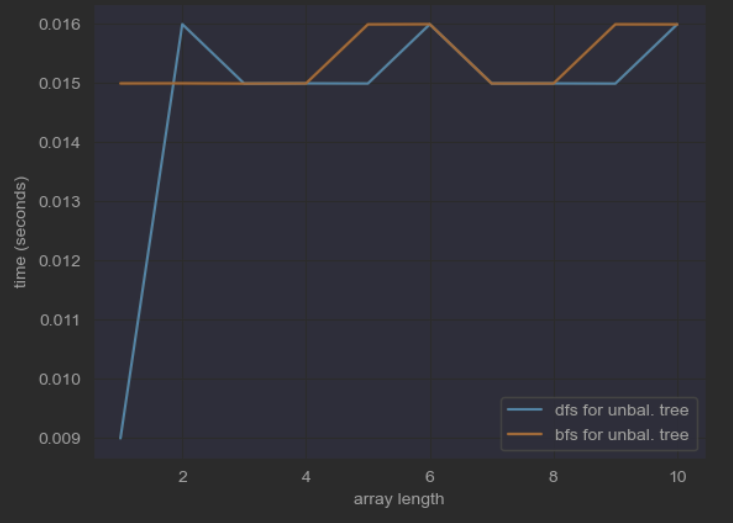 0.016
0.015
0.014
0.013
0.012
0.011
0.010
0.009
time (seconds)
dfs for unbal. tree
bfs for unbal. tree
2 4 6 8 10
array length